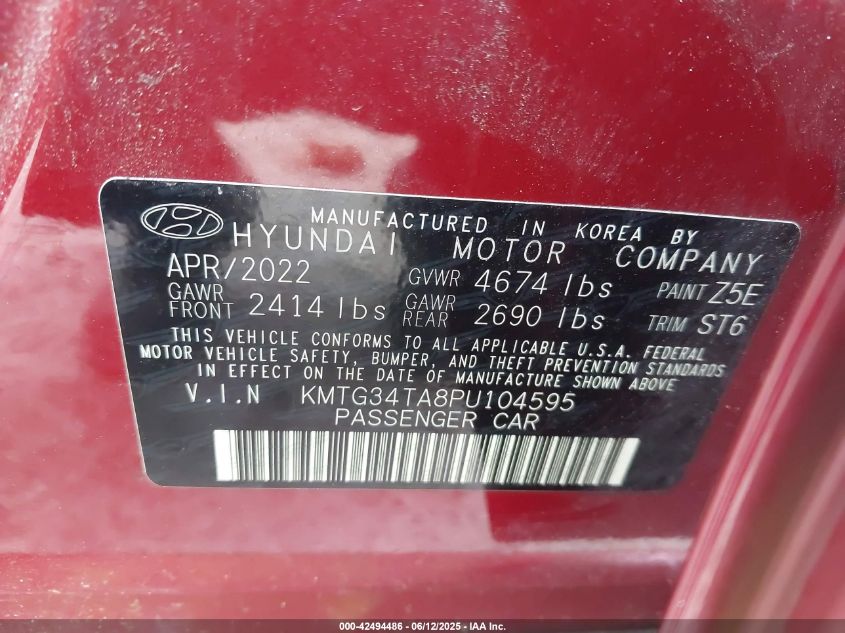 MANUFACTURED IN KOREA BY
HYUNDAI MOTOR COMPANY
APR/2022 GVWR 4674 lbs PAINT Z5E
GAWR FRONT 2414 lbs GAWR REAR 2690 lbs TRIM ST6
THIS VEHICLE CONFORMS TO ALL APPLICABLE U.S.A. FEDERAL
MOTOR VEHICLE SAFETY, BUMPER, AND THEFT PREVENTION STANDARDS
IN EFFECT ON THE DATE OF MANUFACTURE SHOWN ABOVE
V.I.N KMTG34TA8PU104595
PASSENGER CAR
000-42494486 - 06/12/2025 - IAA Inc.